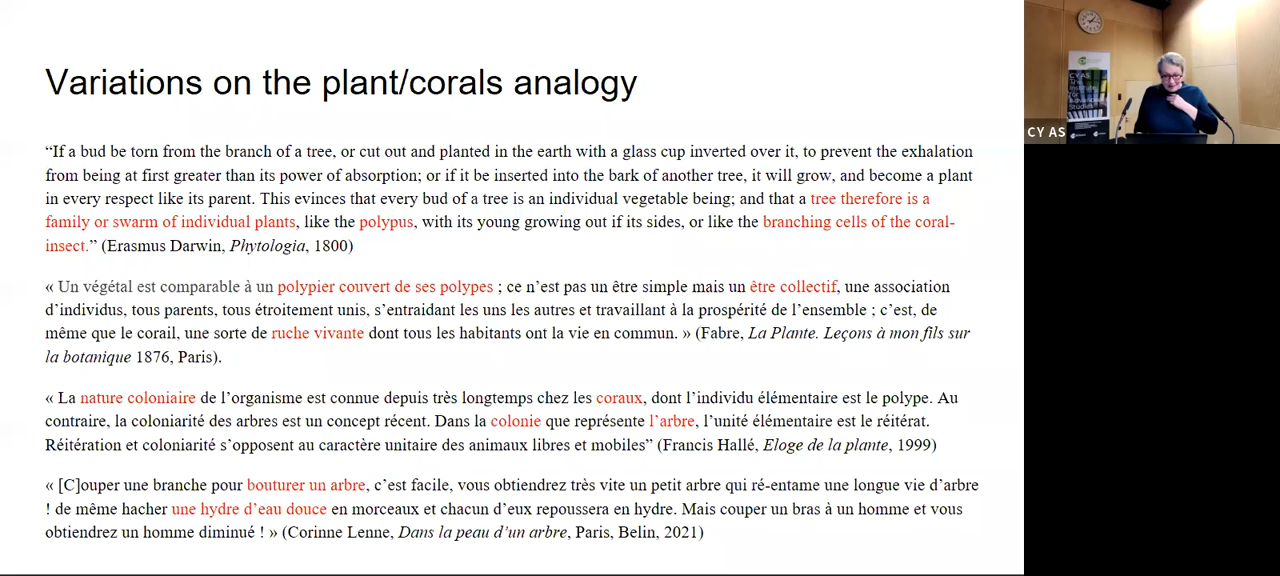 Variations on the plant/corals analogy
“If a bud be torn from the branch of a tree, or cut out and planted in the earth with a glass cup inverted over it, to prevent the exhalation
from being at first greater than its power of absorption; or if it be inserted into the bark of another tree, it will grow, and become a plant
in every respect like its parent. This evinces that every bud of a tree is an individual vegetable being; and that a tree therefore is a
family or swarm of individual plants, like the polypus, with its young growing out if its sides, or like the branching cells of the coral-
insect.” (Erasmus Darwin, Phytologia, 1800)
« Un végétal est comparable à un polypier couvert de ses polypes ; ce n’est pas un être simple mais un être collectif, une association
d’individus, tous parents, tous étroitement unis, s’entraidant les uns les autres et travaillant à la prospérité de l’ensemble ; c’est, de
même que le corail, une sorte de ruche vivante dont tous les habitants ont la vie en commun. » (Fabre, La Plante. Leçons à mon fils sur
la botanique 1876, Paris).
« La nature coloniaire de l’organisme est connue depuis très longtemps chez les coraux, dont l’individu élémentaire est le polype. Au
contraire, la coloniarité des arbres est un concept récent. Dans la colonie que représente l’arbre, l’unité élémentaire est le réitérat.
Réitération et coloniarité s’opposent au caractère unitaire des animaux libres et mobiles” (Francis Hallé, Eloge de la plante, 1999)
« [C]ouper une branche pour bouturer un arbre, c’est facile, vous obtiendrez très vite un petit arbre qui ré-entame une longue vie d’arbre
! de même hacher une hydre d’eau douce en morceaux et chacun d’eux repoussera en hydre. Mais couper un bras à un homme et vous
obtiendrez un homme diminué ! » (Corinne Lenne, Dans la peau d’un arbre, Paris, Belin, 2021)
CY AS
The
Institute
for
Advanced
Studies
CY AS